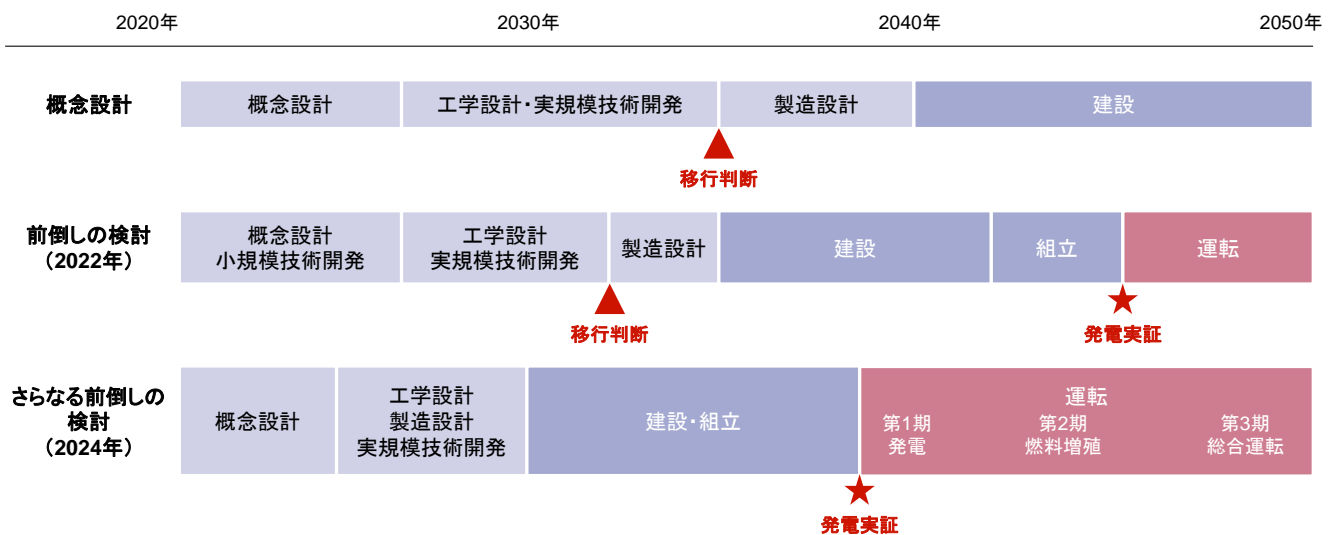 2020年
2030年
2040年
2050年
概念設計
概念設計
工学設計・実規模技術開発
製造設計
建設
移行判断
前倒しの検討
(2022年)
概念設計
小規模技術開発
工学設計
実規模技術開発
製造設計
建設
組立
運転
移行判断
発電実証
さらなる前倒しの
検討
(2024年)
概念設計
工学設計
製造設計
実規模技術開発
建設・組立
運転
第1期
発電
第2期
燃料増殖
第3期
総合運転
発電実証